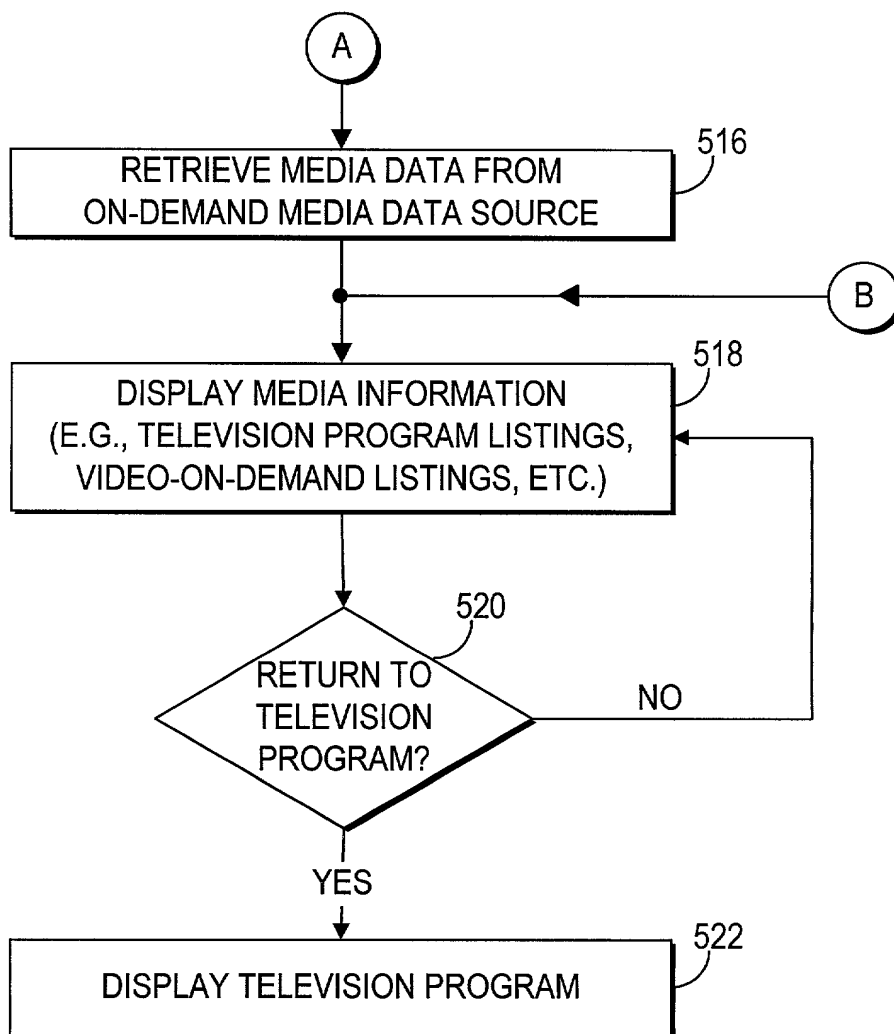 A
516
RETRIEVE MEDIA DATA FROM
ON-DEMAND MEDIA DATA SOURCE
B
518
DISPLAY MEDIA INFORMATION
(E.G., TELEVISION PROGRAM LISTINGS,
VIDEO-ON-DEMAND LISTINGS, ETC.)
520
RETURN TO
TELEVISION
PROGRAM?
NO
YES
522
DISPLAY TELEVISION PROGRAM